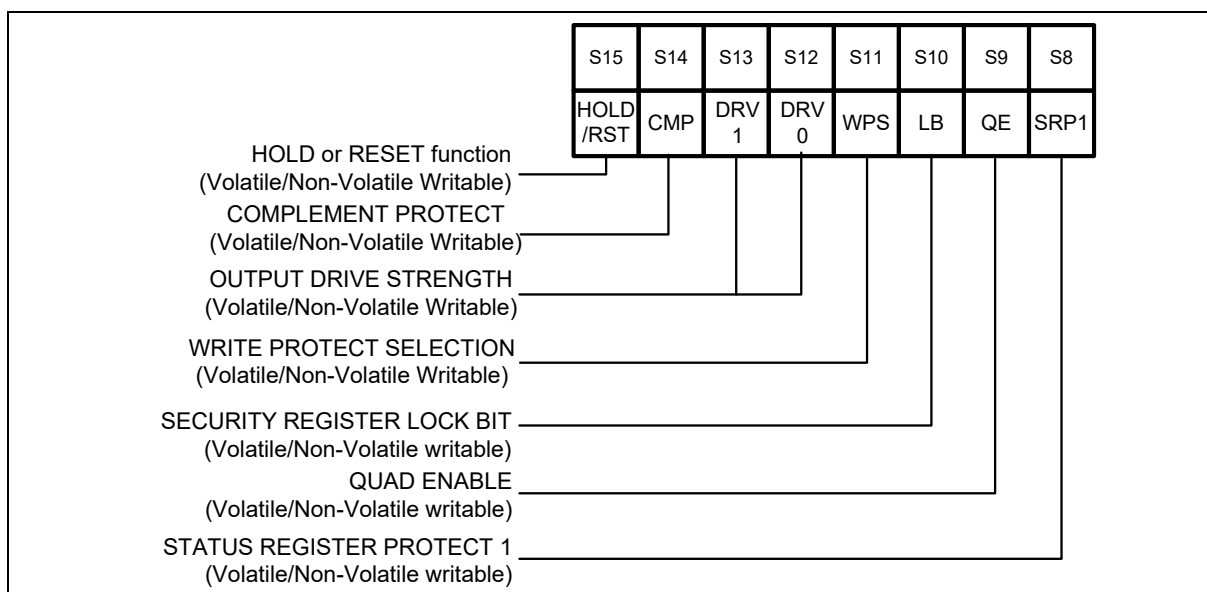 S15 S14 S13 S12 S11 S10 S9 S8
HOLD
/RST
CMP
DRV
1
DRV
0
WPS
LB
QE
SRP1
HOLD or RESET function
(Volatile/Non-Volatile Writable)
COMPLEMENT PROTECT
(Volatile/Non-Volatile Writable)
OUTPUT DRIVE STRENGTH
(Volatile/Non-Volatile Writable)
WRITE PROTECT SELECTION
(Volatile/Non-Volatile Writable)
SECURITY REGISTER LOCK BIT
(Volatile/Non-Volatile writable)
QUAD ENABLE
(Volatile/Non-Volatile writable)
STATUS REGISTER PROTECT 1
(Volatile/Non-Volatile writable)